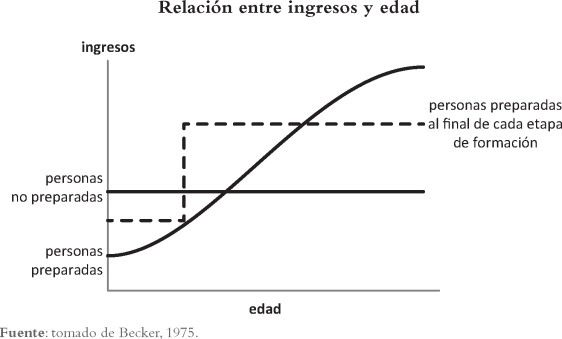 Relación entre ingresos y edad
ingresos
personas preparadas
al final de cada etapa
de formación
personas
no preparadas
personas
preparadas
edad
Fuente: tomado de Becker, 1975.